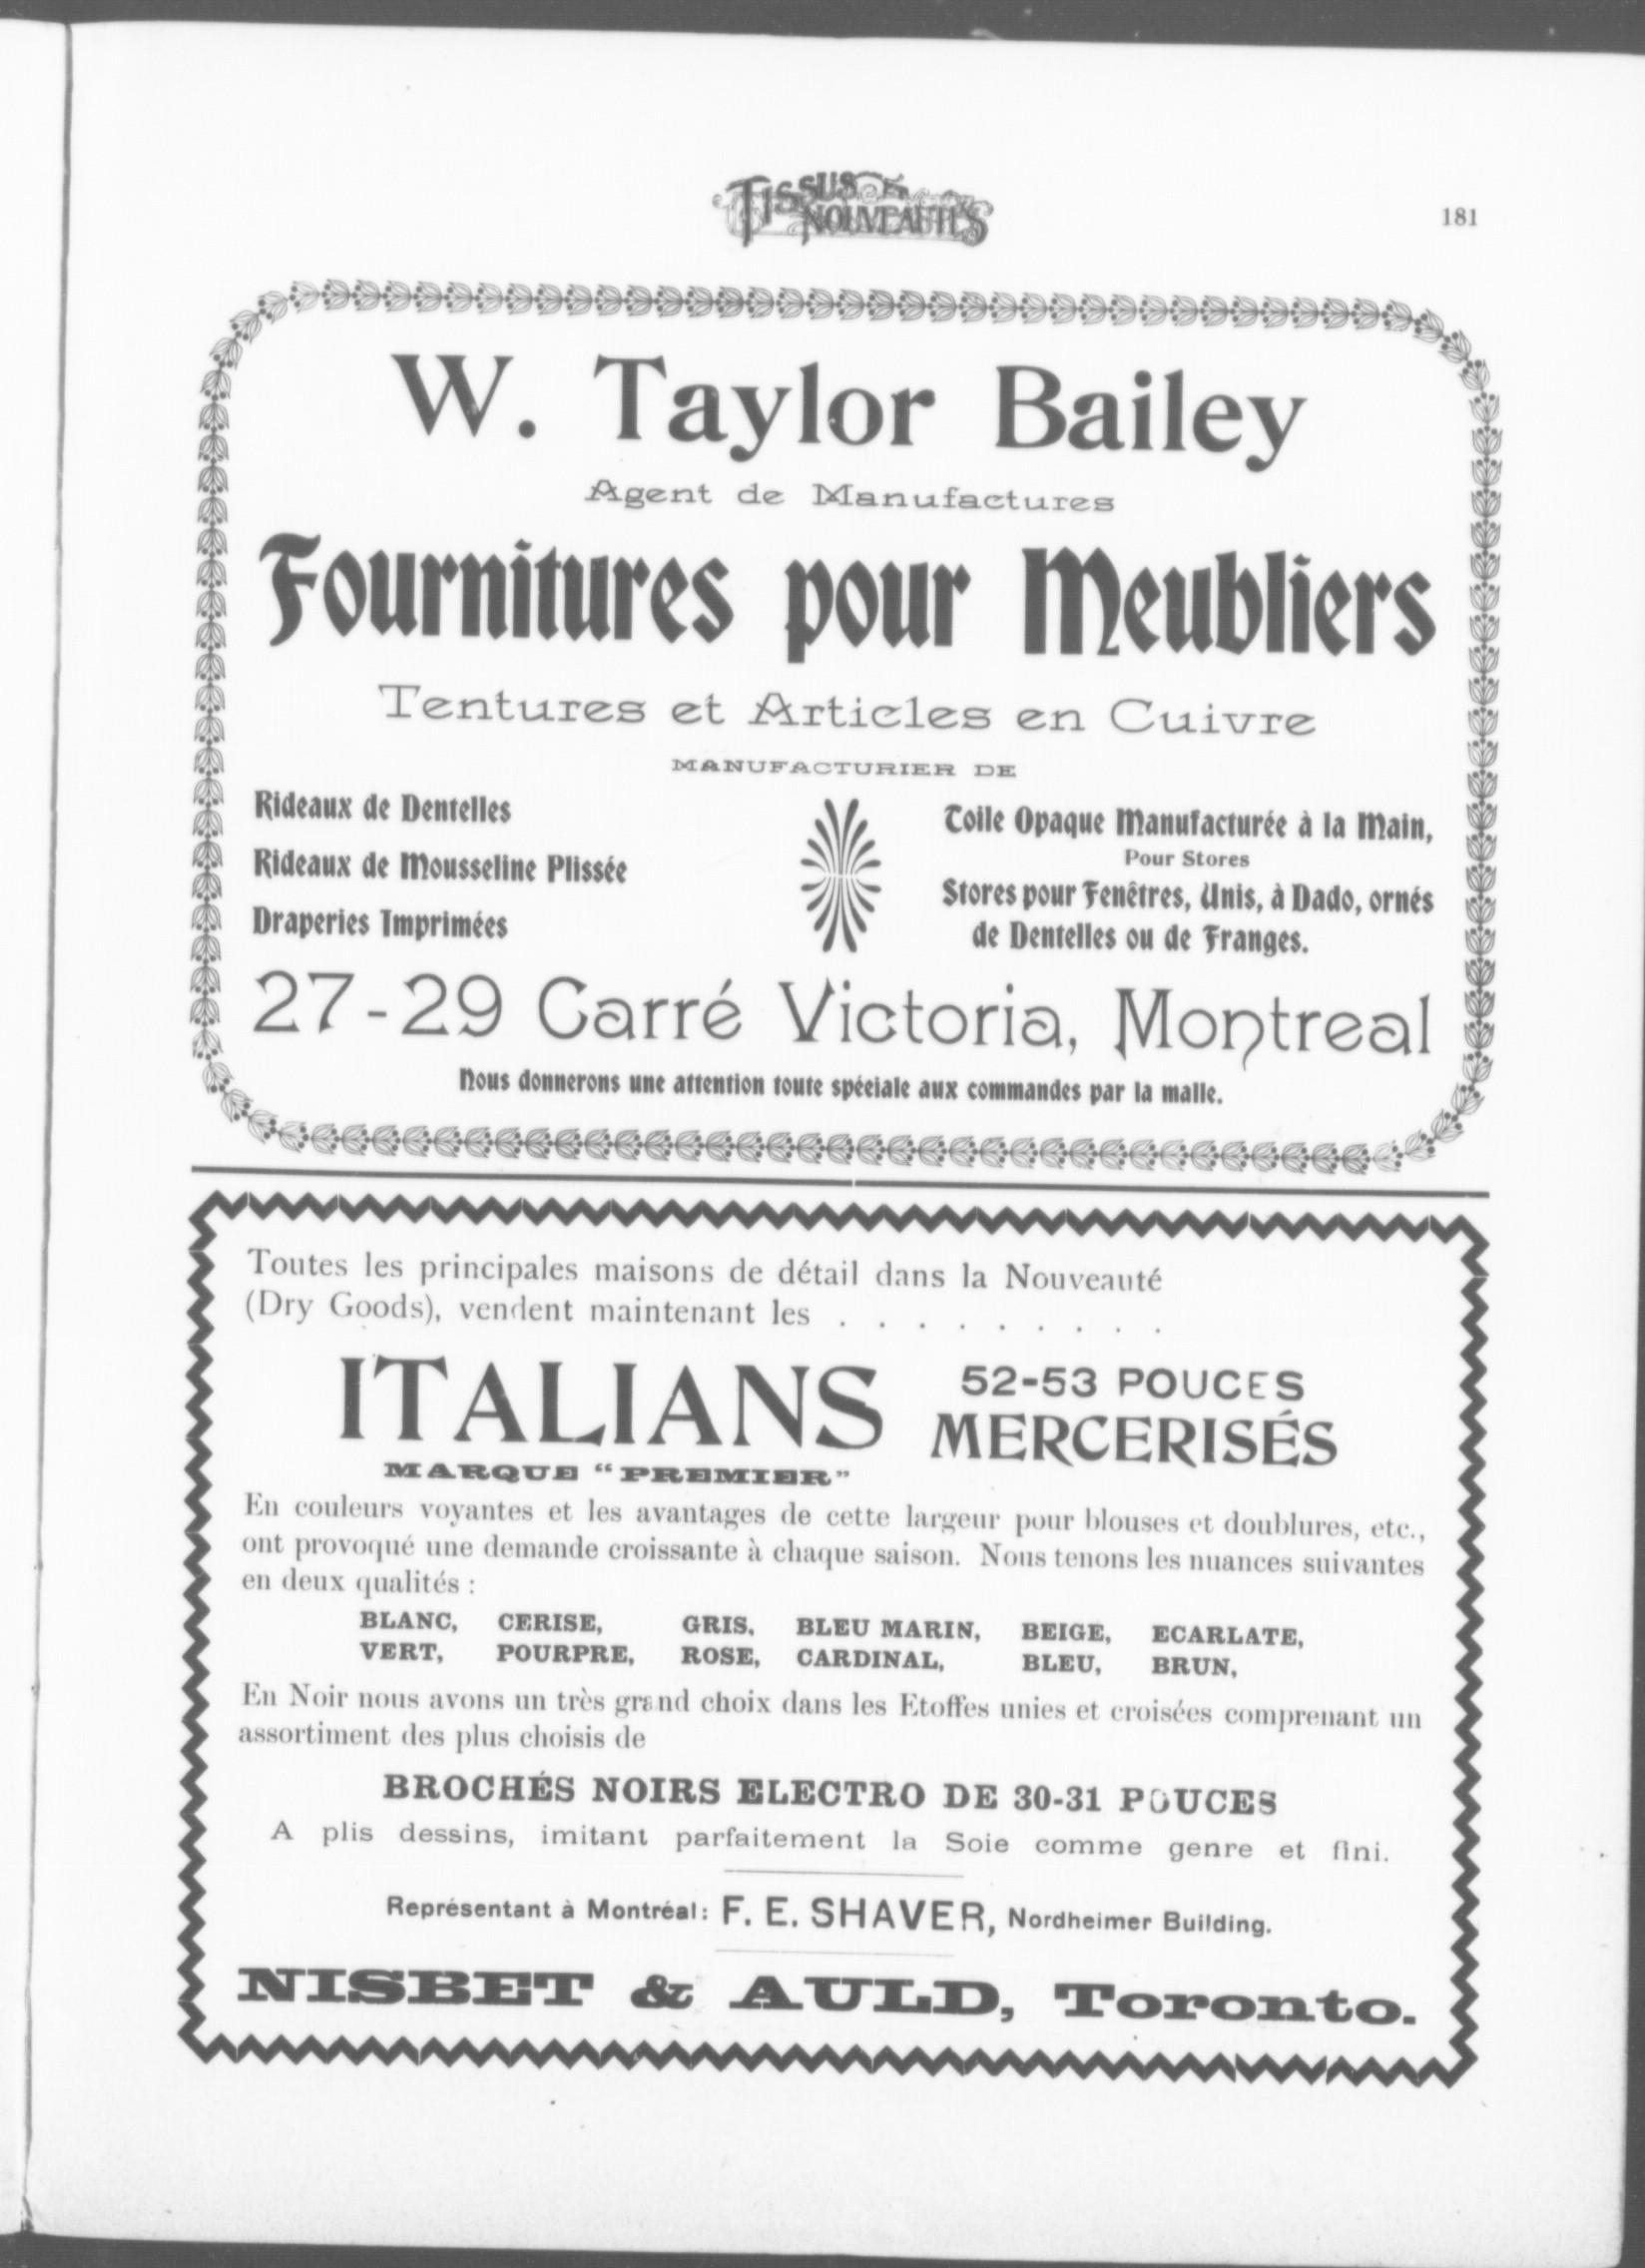 TISSUS & NOUVEAUTÉS
181
W. Taylor Bailey
Agent de Manufactures
Fournitures pour Meubliers
Tentures et Articles en Cuivre
MANUFACTURIER DE
Rideaux de Dentelles
Rideaux de Mousseline Plissée
Draperies Imprimées
Toile Opaque Manufacturée à la Main,
Pour Stores
Stores pour Fenêtres, Unis, à Dado, ornés
de Dentelles ou de Franges.
27-29 Carré Victoria, Montreal
Nous donnerons une attention toute spéciale aux commandes par la malle.
Toutes les principales maisons de détail dans la Nouveauté
(Dry Goods), vendent maintenant les . . . . . . . . .
ITALIANS 52-53 POUCES
MERCERISÉS
MARQUE "PREMIER"
En couleurs voyantes et les avantages de cette largeur pour blouses et doublures, etc.,
ont provoqué une demande croissante à chaque saison. Nous tenons les nuances suivantes
en deux qualités :
BLANC, CERISE, GRIS, BLEU MARIN, BEIGE, ECARLATE,
VERT, POURPRE, ROSE, CARDINAL, BLEU, BRUN,
En Noir nous avons un très grand choix dans les Etoffes unies et croisées comprenant un
assortiment des plus choisis de
BROCHÉS NOIRS ELECTRO DE 30-31 POUCES
A plis dessins, imitant parfaitement la Soie comme genre et fini.
Représentant à Montréal: F. E. SHAVER, Nordheimer Building.
NISBET & AULD, Toronto.